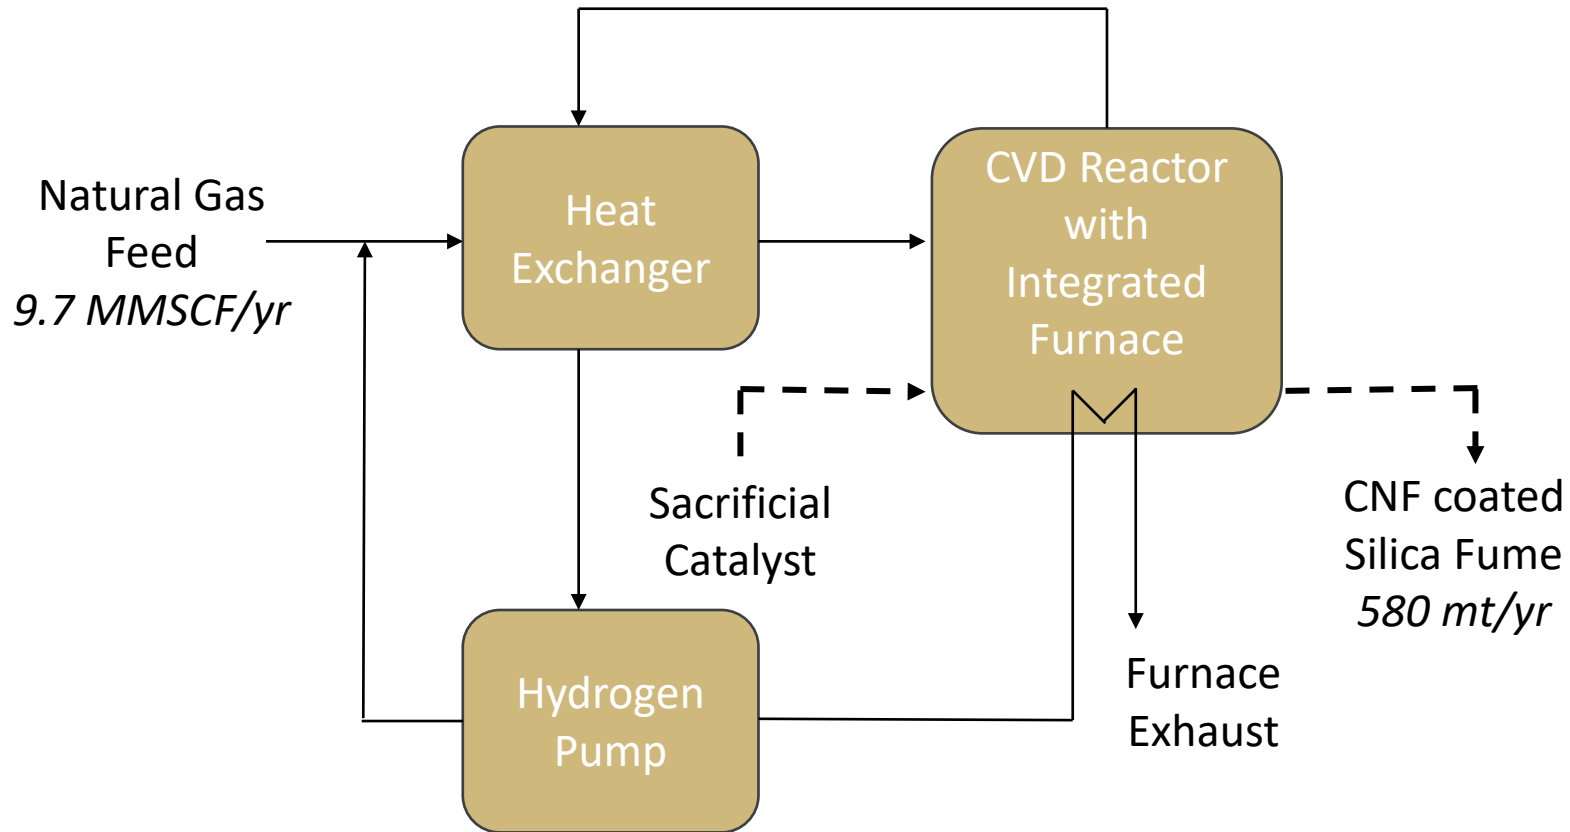 Natural Gas
Feed
9.7 MMSCF/yr
Heat
Exchanger
CVD Reactor
with
Integrated
Furnace
Sacrificial
Catalyst
CNF coated
Silica Fume
580 mt/yr
Hydrogen
Pump
Furnace
Exhaust